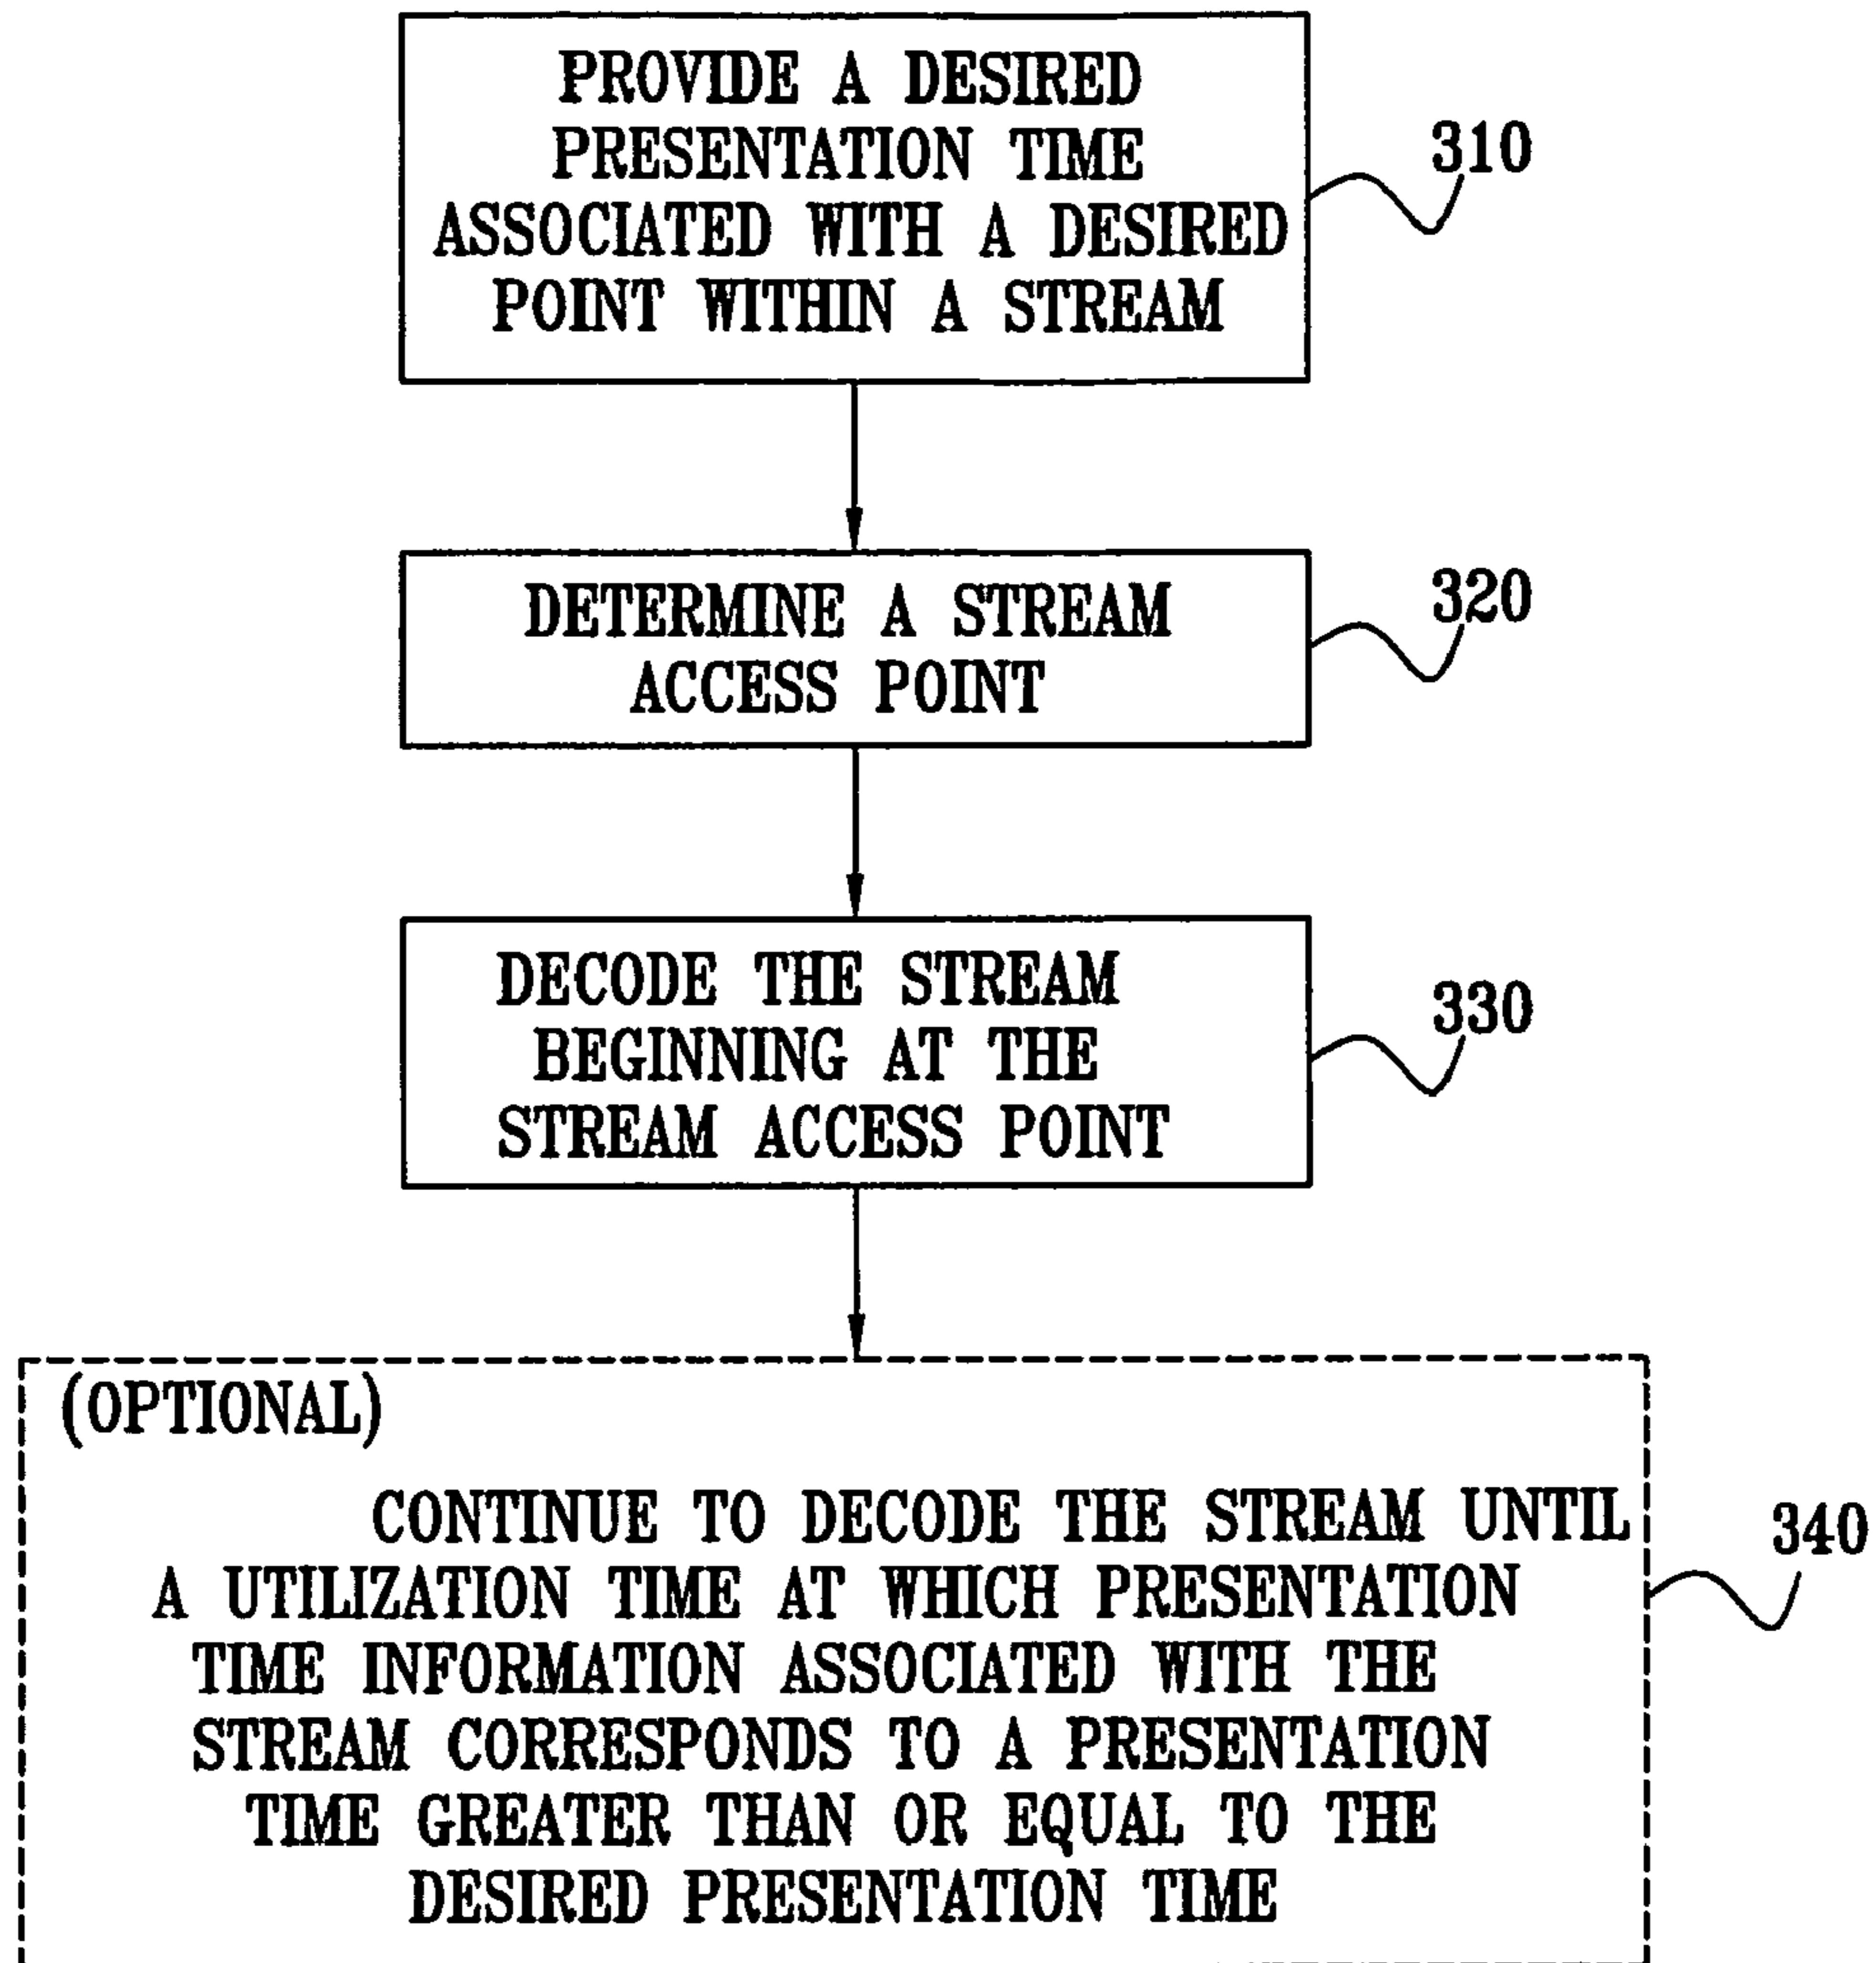 PROVIDE A DESIRED
PRESENTATION TIME
ASSOCIATED WITH A DESIRED
POINT WITHIN A STREAM
310
DETERMINE A STREAM
ACCESS POINT
320
DECODE THE STREAM
BEGINNING AT THE
STREAM ACCESS POINT
330
(OPTIONAL)
CONTINUE TO DECODE THE STREAM UNTIL
A UTILIZATION TIME AT WHICH PRESENTATION
TIME INFORMATION ASSOCIATED WITH THE
STREAM CORRESPONDS TO A PRESENTATION
TIME GREATER THAN OR EQUAL TO THE
DESIRED PRESENTATION TIME
340